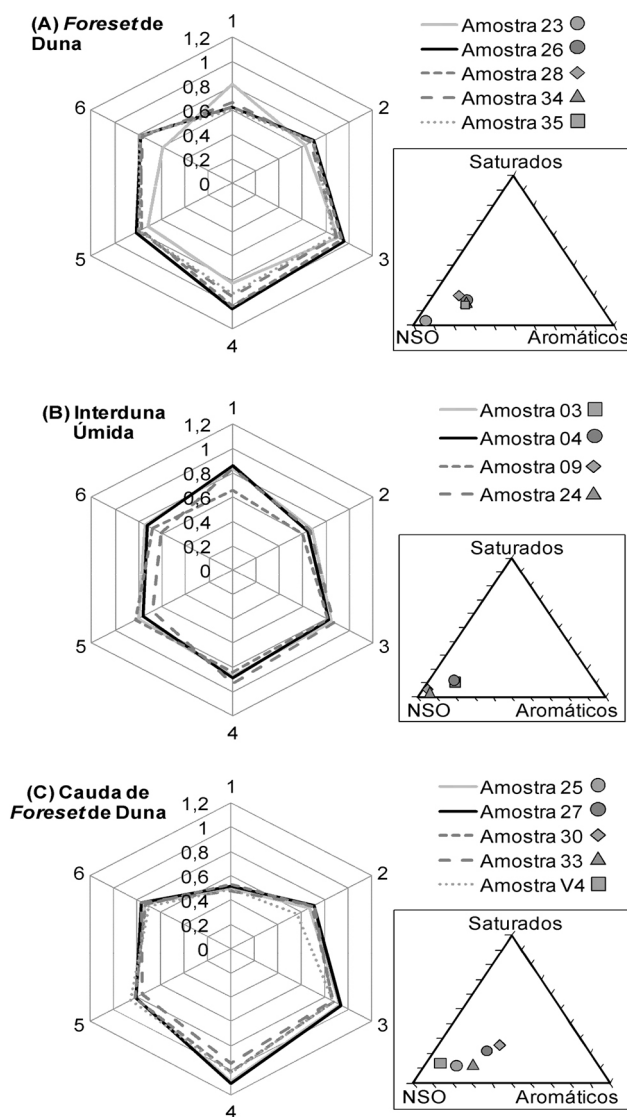 (A) Foreset de
Duna
1
1,2
1
0,8
0,6
0,4
0,2
0
2
3
4
5
6
Amostra 23
Amostra 26
Amostra 28
Amostra 34
Amostra 35
Saturados
NSO
Aromáticos
(B) Interduna
Úmida
1
1,2
1
0,8
0,6
0,4
0,2
0
2
3
4
5
6
Amostra 03
Amostra 04
Amostra 09
Amostra 24
Saturados
NSO
Aromáticos
(C) Cauda de
Foreset de Duna
1
1,2
1
0,8
0,6
0,4
0,2
0
2
3
4
5
6
Amostra 25
Amostra 27
Amostra 30
Amostra 33
Amostra V4
Saturados
NSO
Aromáticos